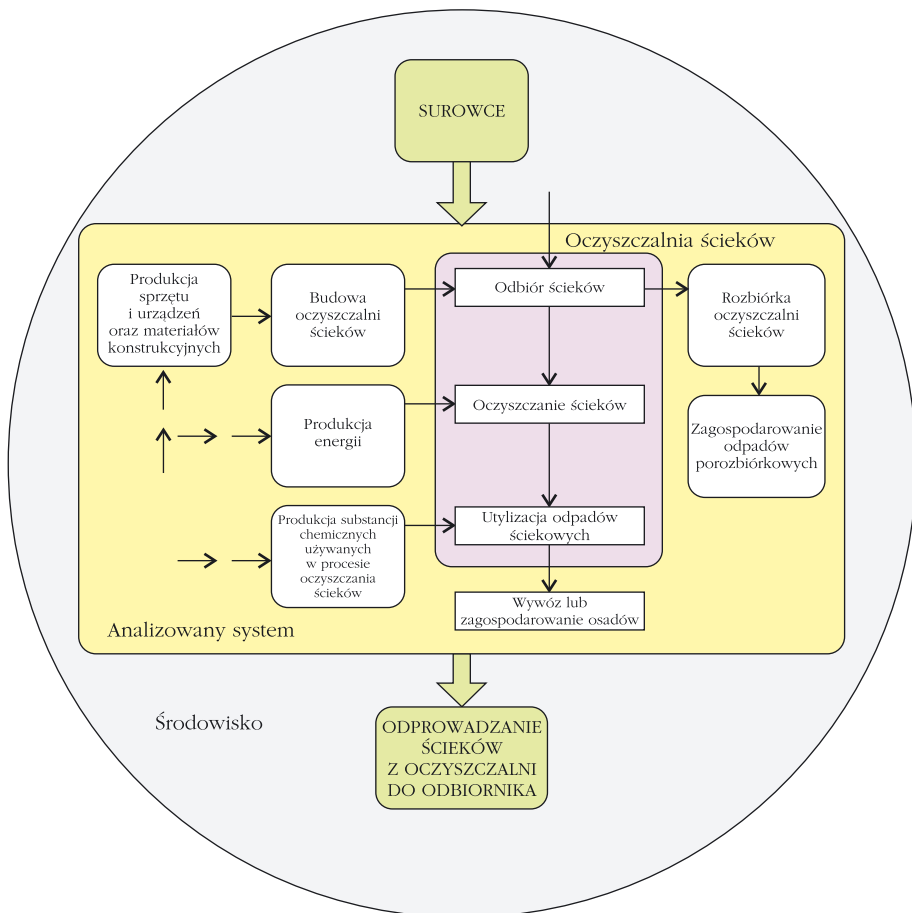 SUROWCE
Oczyszczalnia ścieków
Produkcja
sprzętu
i urządzeń
oraz materiałów
konstrukcyjnych
Budowa
oczyszczalni
ścieków
Odbiór ścieków
Rozbiórka
oczyszczalni
ścieków
Produkcja
energii
Oczyszczanie ścieków
Zagospodarowanie
odpadów
porozbiórkowych
Produkcja substancji
chemicznych
używanych
w procesie
oczyszczania
ścieków
Utylizacja odpadów
ściekowych
Wywóz lub
zagospodarowanie osadów
Analizowany system
Środowisko
ODPROWADZANIE
ŚCIEKÓW
Z OCZYSZCZALNI
DO ODBIORNIKA